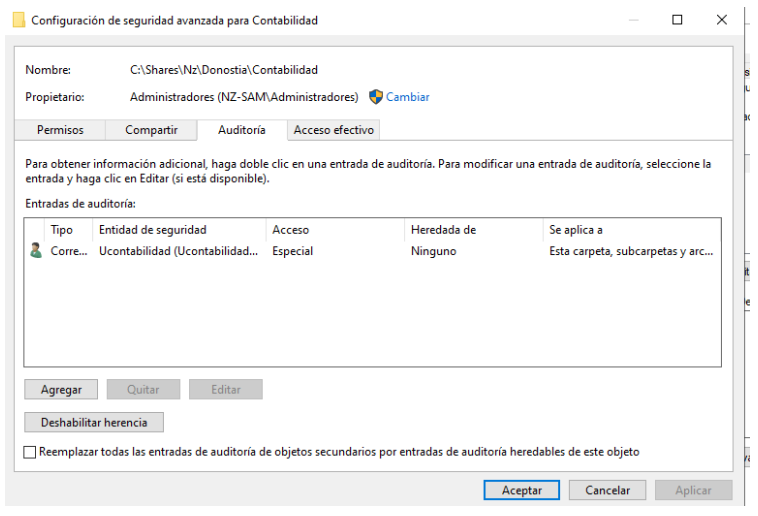 Configuración de seguridad avanzada para Contabilidad
Nombre: C:\Shares\Nz\Donostia\Contabilidad
Propietario: Administradores (NZ-SAM\Administradores) Cambiar
Permisos Compartir Auditoría Acceso efectivo
Para obtener información adicional, haga doble clic en una entrada de auditoría. Para modificar una entrada de auditoría, seleccione la
entrada y haga clic en Editar (si está disponible).
Entradas de auditoría:
Tipo Entidad de seguridad Acceso Heredada de Se aplica a
Corre... Ucontabilidad (Ucontabilidad... Especial Ninguno Esta carpeta, subcarpetas y arc...
Agregar Quitar Editar
Deshabilitar herencia
Reemplazar todas las entradas de auditoría de objetos secundarios por entradas de auditoría heredables de este objeto
Aceptar Cancelar Aplicar